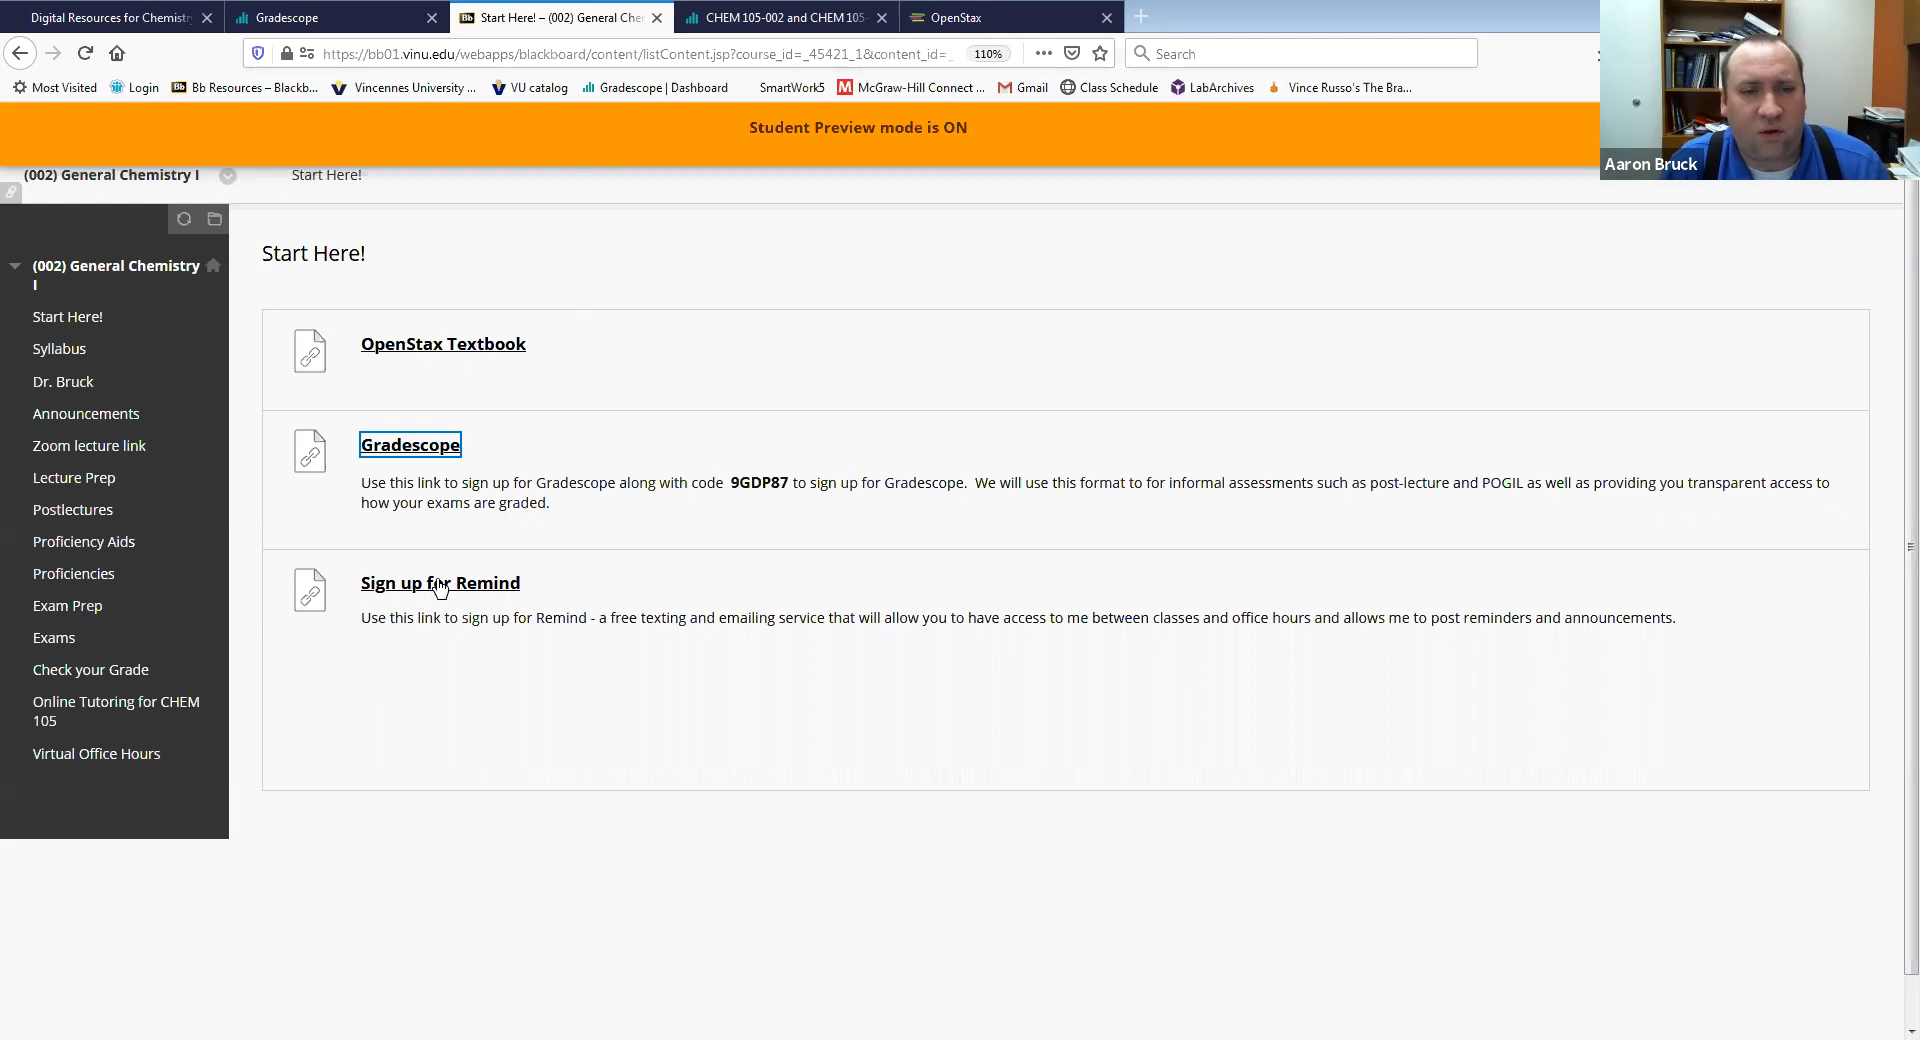 Digital Resources for Chemistr
Gradescope
Start Here! – (002) General Chem
CHEM 105-002 and CHEM 105-
OpenStax
https://bb01.vinu.edu/webapps/blackboard/content/listContent.jsp?course_id=_45421_1&content_id=_
110%
Search
Most Visited
Login
Bb Resources – Blackb...
Vincennes University ...
VU catalog
Gradescope | Dashboard
SmartWork5
McGraw-Hill Connect ...
Gmail
Class Schedule
LabArchives
Vince Russo's The Bra...
Student Preview mode is ON
Aaron Bruck
(002) General Chemistry I
Start Here!
(002) General Chemistry
I
Start Here!
Syllabus
Dr. Bruck
Announcements
Zoom lecture link
Lecture Prep
Postlectures
Proficiency Aids
Proficiencies
Exam Prep
Exams
Check your Grade
Online Tutoring for CHEM
105
Virtual Office Hours
Start Here!
OpenStax Textbook
Gradescope
Use this link to sign up for Gradescope along with code 9GDP87 to sign up for Gradescope. We will use this format to for informal assessments such as post-lecture and POGIL as well as providing you transparent access to
how your exams are graded.
Sign up for Remind
Use this link to sign up for Remind - a free texting and emailing service that will allow you to have access to me between classes and office hours and allows me to post reminders and announcements.